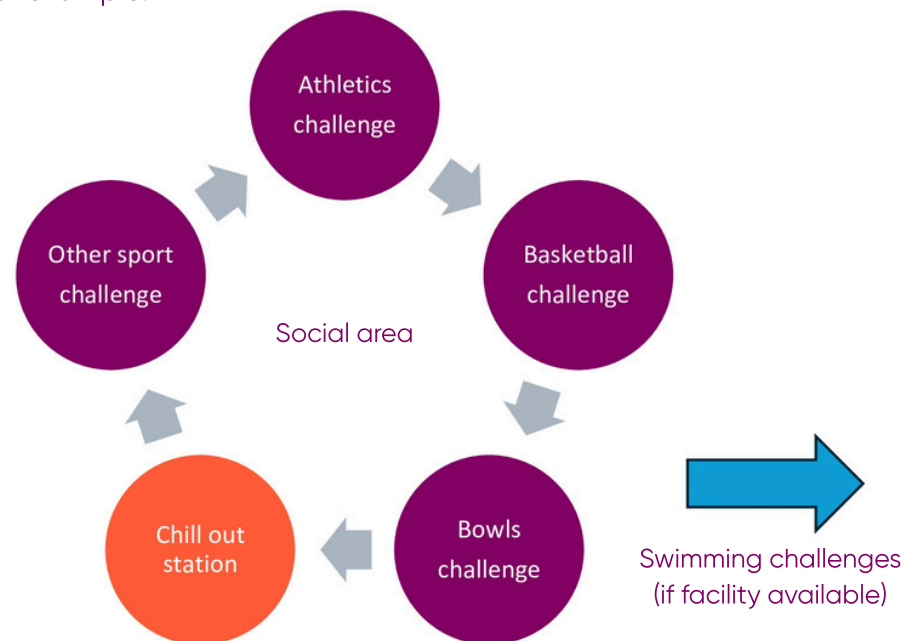 Athletics
challenge
Other sport
challenge
Basketball
challenge
Social area
Chill out
station
Bowls
challenge
Swimming challenges
(if facility available)